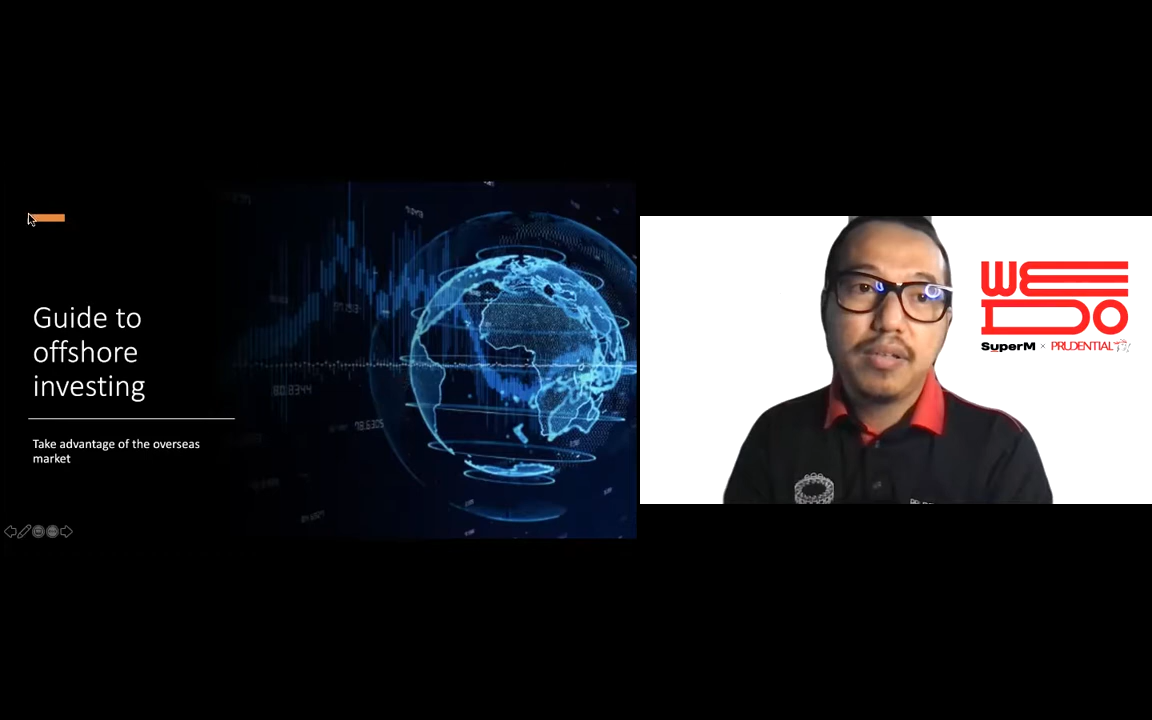 Guide to
offshore
investing
Take advantage of the overseas
market
WE
DO
SuperM × PRUDENTIAL